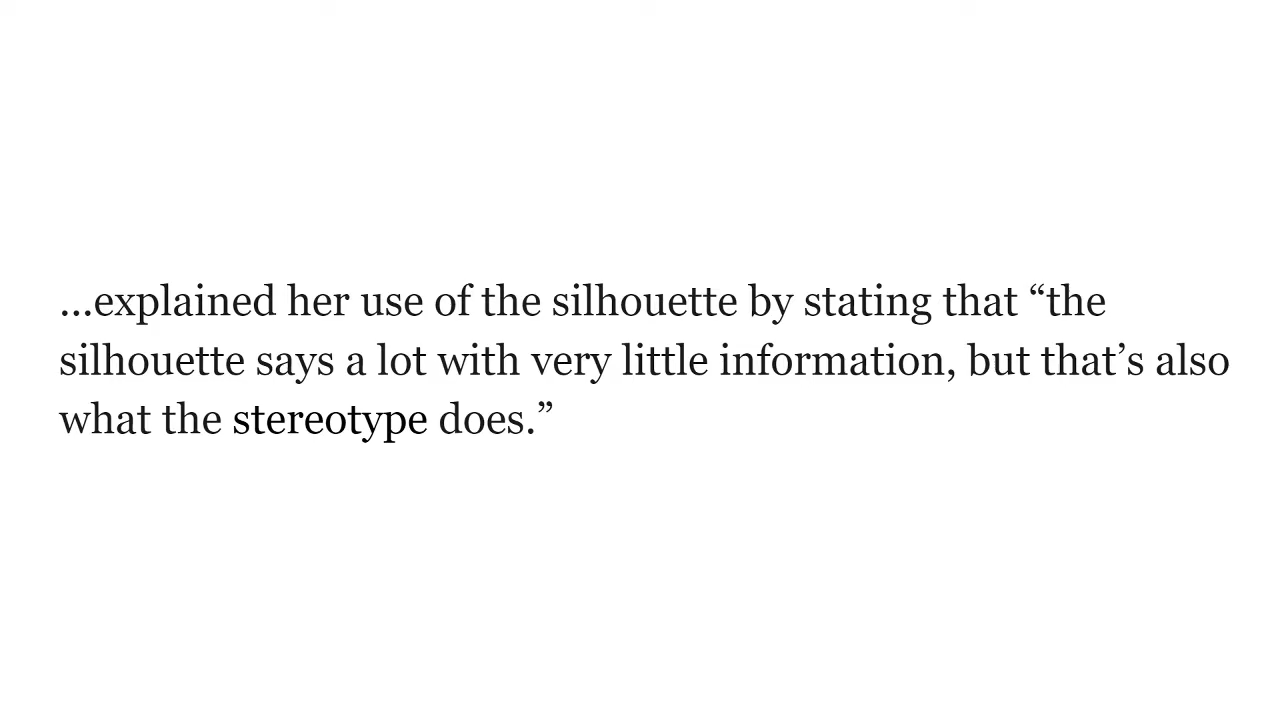 …explained her use of the silhouette by stating that “the
silhouette says a lot with very little information, but that’s also
what the stereotype does.”